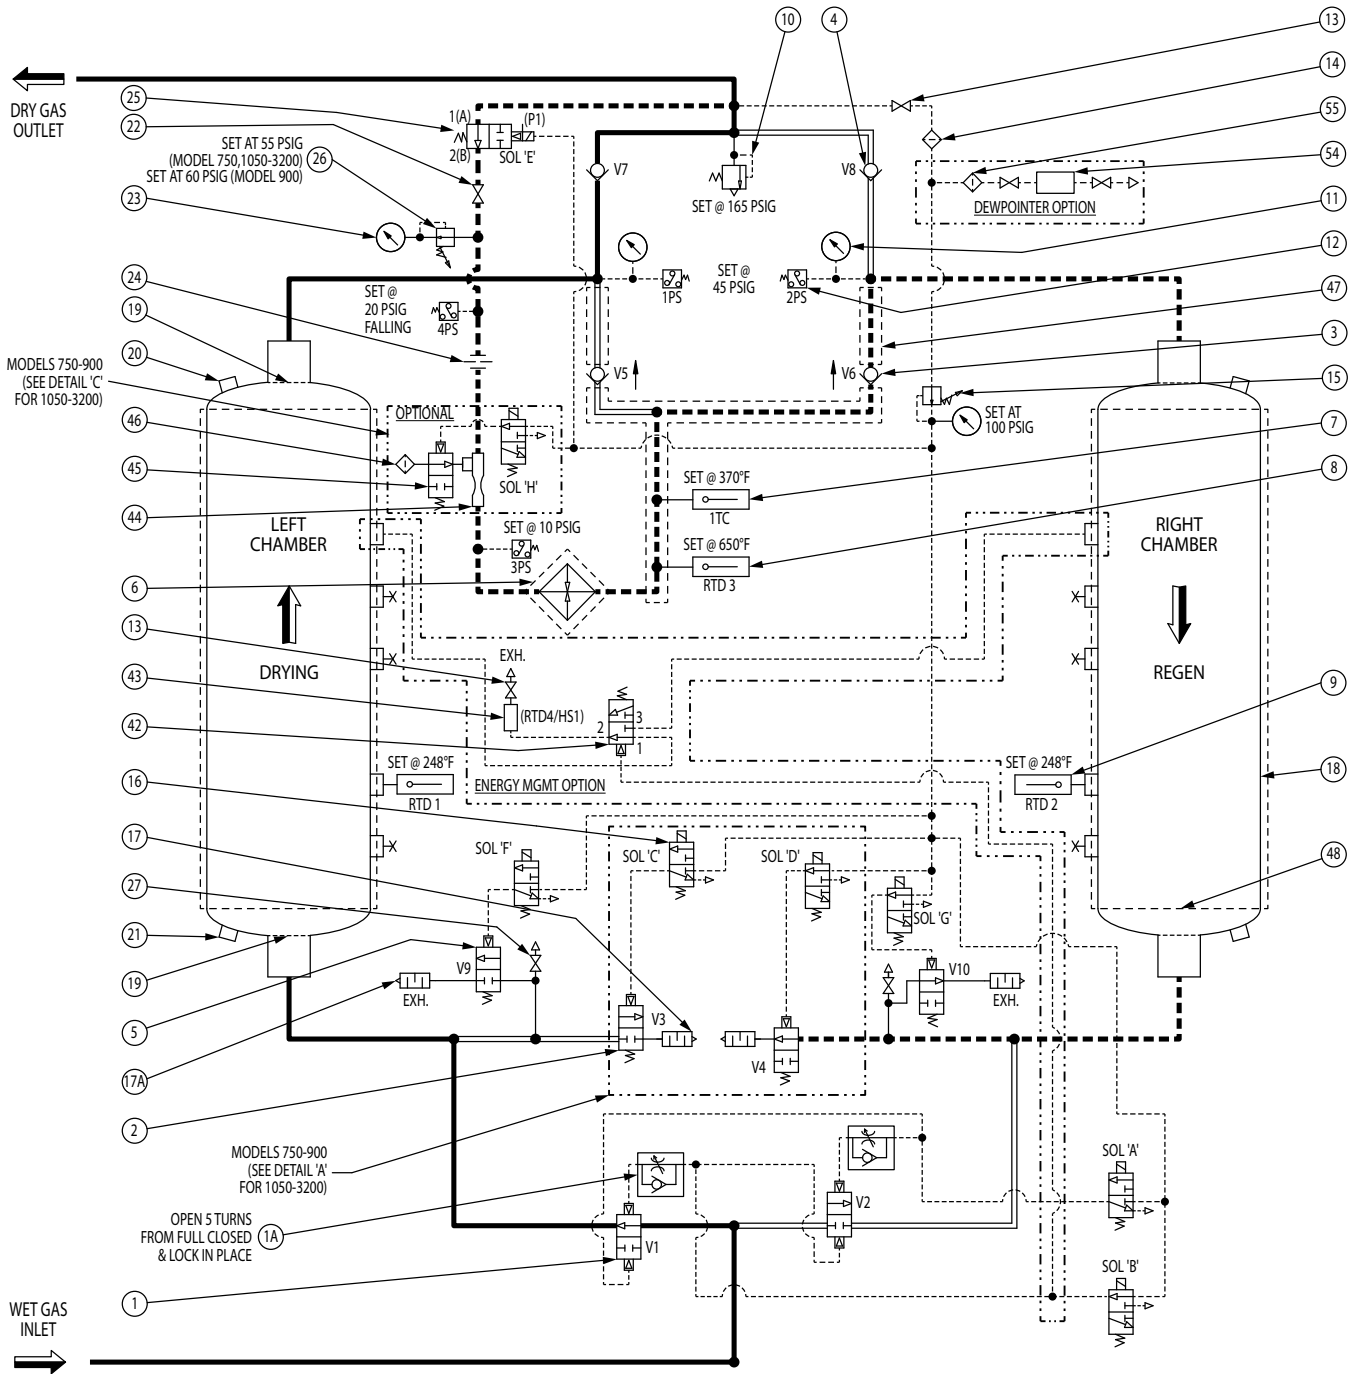 10
4
13
14
DRY GAS
OUTLET
25
22
1(A)
(P1)
2(B)
SOL 'E'
SET AT 55 PSIG
(MODEL 750,1050-3200)
SET AT 60 PSIG (MODEL 900)
26
V7
V8
SET @ 165 PSIG
55
54
DEWPOINTER OPTION
23
11
12
24
SET @
20 PSIG
FALLING
4PS
1PS
SET @
45 PSIG
2PS
47
19
3
20
MODELS 750-900
(SEE DETAIL 'C'
FOR 1050-3200)
V5
V6
15
SET AT
100 PSIG
OPTIONAL
46
7
45
SOL 'H'
SET @ 370°F
1TC
8
44
SET @ 10 PSIG
3PS
SET @ 650°F
RTD 3
LEFT
CHAMBER
RIGHT
CHAMBER
6
13
EXH.
DRYING
REGEN
43
(RTD4/HS1)
9
42
2
3
1
16
SET @ 248°F
RTD 1
ENERGY MGMT OPTION
SET @ 248°F
RTD 2
18
17
SOL 'F'
SOL 'C'
SOL 'D'
48
27
SOL 'G'
21
19
V9
EXH.
V10
EXH.
5
V3
V4
17A
2
MODELS 750-900
(SEE DETAIL 'A'
FOR 1050-3200)
SOL 'A'
V2
OPEN 5 TURNS
FROM FULL CLOSED
& LOCK IN PLACE
1A
V1
SOL 'B'
1
WET GAS
INLET